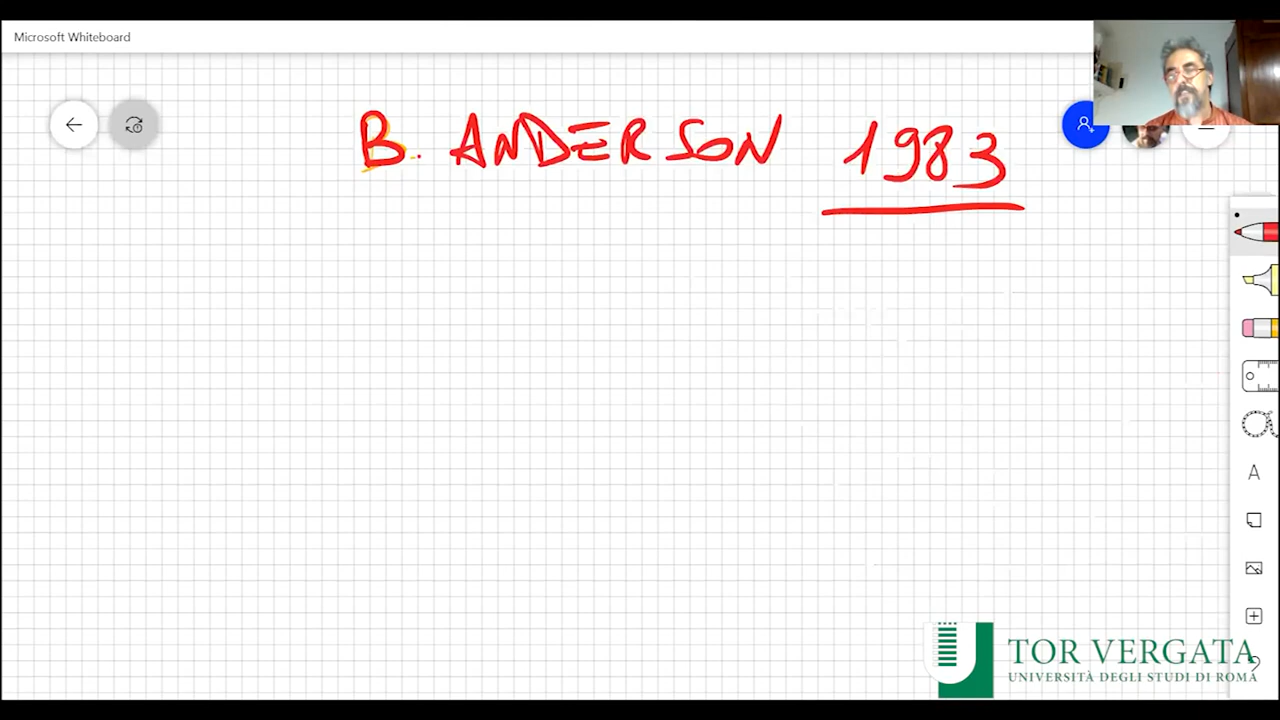 Microsoft Whiteboard
B. ANDERSON 1983
A
TOR VERGATA
UNIVERSITÀ DEGLI STUDI DI ROMA